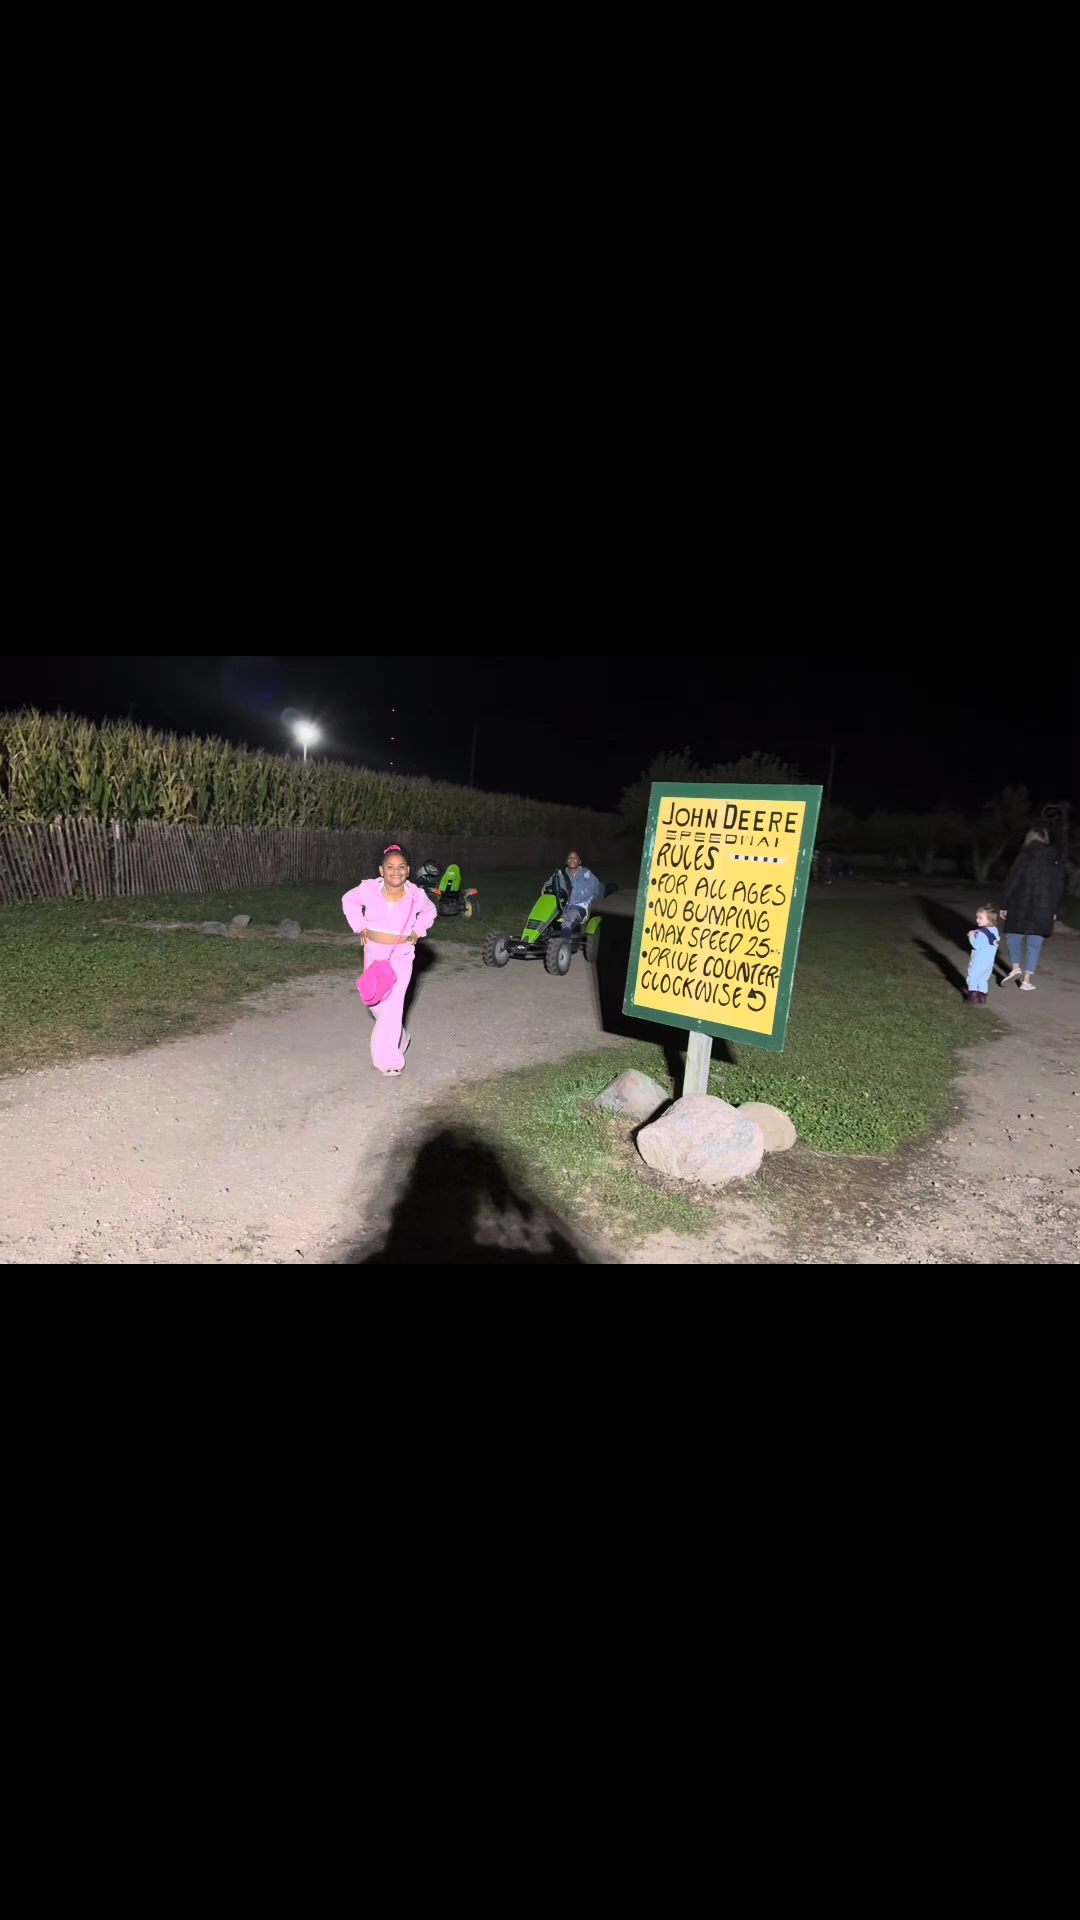 JOHN DEERE
SPEEDWAY
RULES
•FOR ALL AGES
•NO BUMPING
•MAX SPEED 25
•DRIVE COUNTER-
CLOCKWISE